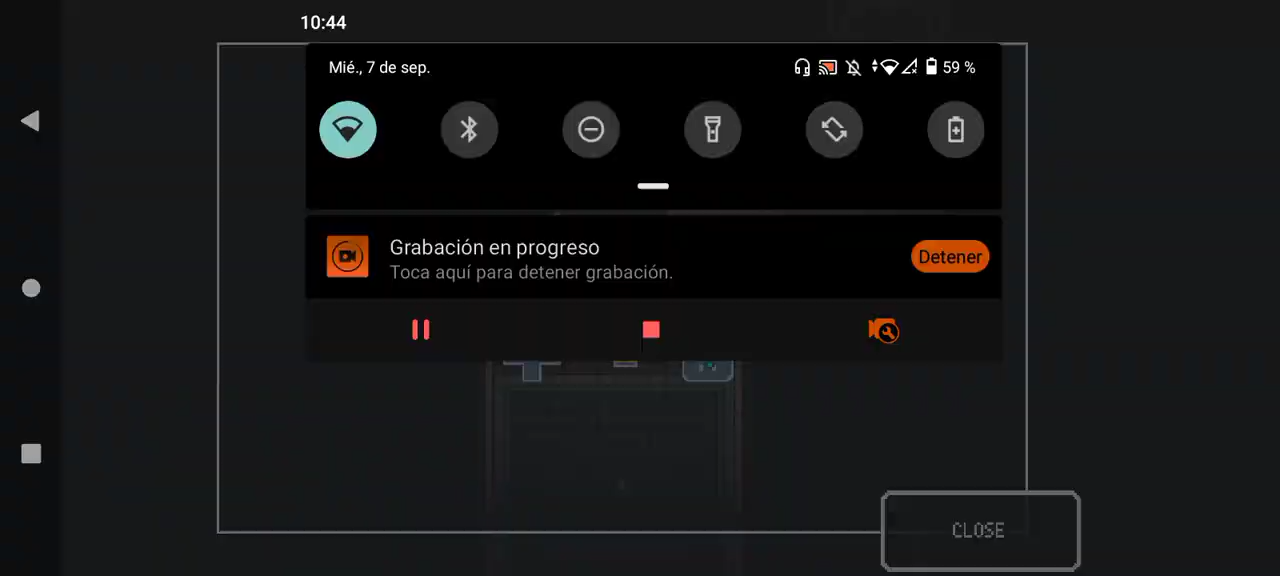 10:44
Mié., 7 de sep.
59 %
Grabación en progreso
Toca aquí para detener grabación.
Detener
CLOSE